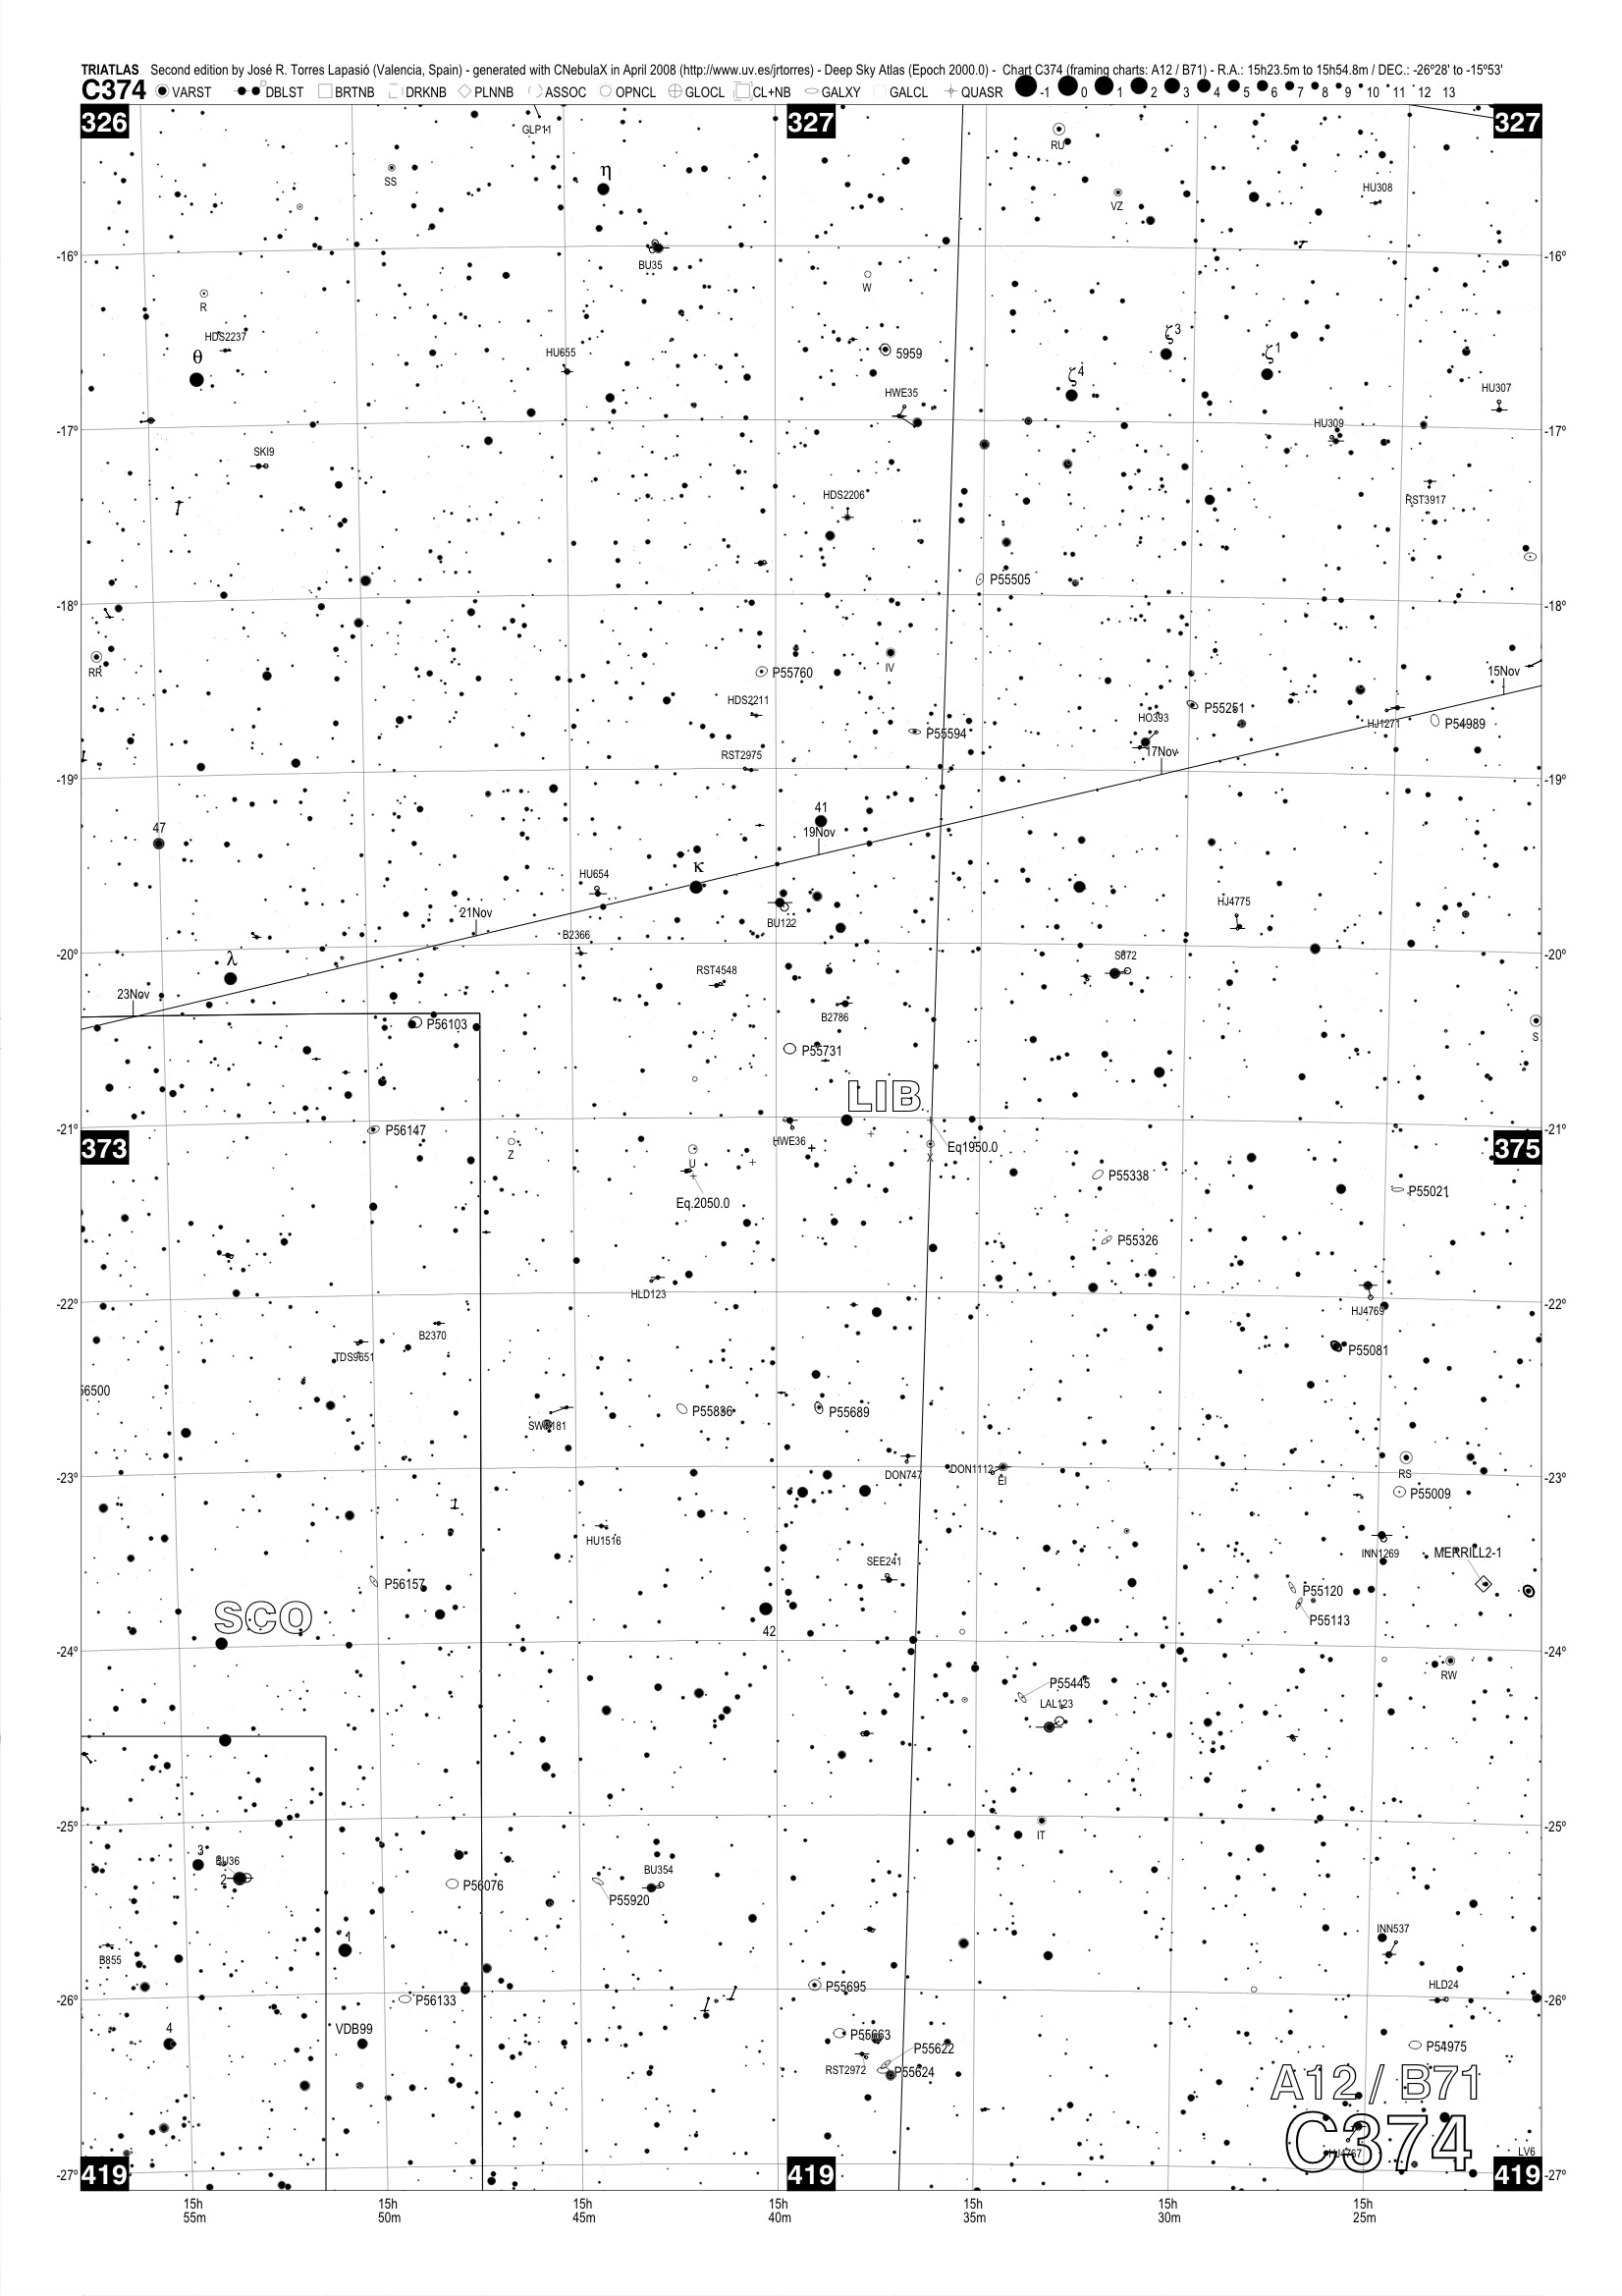 TRIATLAS Second edition by José R. Torres Lapasió (Valencia, Spain) - generated with CNebulaX in April 2008 (http://www.uv.es/jrtorres) - Deep Sky Atlas (Epoch 2000.0) - Chart C374 (framing charts: A12 / B71) - R.A.: 15h23.5m to 15h54.8m / DEC.: -26°28' to -15°53'
C374 VARST DBLST BRTNB DRKNB PLNNB ASSOC OPNCL GLOCL CL+NB GALXY GALCL QUASR -1 0 1 2 3 4 5 6 7 8 9 10 11 12 13
326 327 327
GLP11
RU
SS η HU308
VZ
-16° BU35 -16°
W
R
HDS2237 ζ3
θ HU655 5959 ζ1
ζ4 HU307
HWE35
-17° HU309 -17°
SKI9
HDS2206 RST3917
P55505
-18° -18°
RR P55760 IV 15Nov
HDS2211 P55251
HO393 HJ1271 P54989
P55594
RST2975 17Nov
-19° -19°
41
47 19Nov
κ
HU654
21Nov HJ4775
BU122
B2366
-20° λ S672 -20°
RST4548
23Nov
B2786
P56103 S
P55731
LIB
-21° P56147 -21°
373 HWE36 Eq1950.0 375
Z U X
P55338
P55021
Eq.2050.0
P55326
HLD123
-22° -22°
HJ4769
B2370
TDS9651 P55081
56500
P55836 P55689
SW 181
DON747 DON1112 EI RS
-23° -23°
P55009
HU1516
SEE241 INN1269 MERRILL2-1
P56157 P55120
SCO P55113
42
-24° -24°
RW
P55445
LAL123
-25° IT -25°
3 BU36
2 BU354
P56076 P55920
1 INN537
B855
P55695 HLD24
-26° P56133 -26°
4 VDB99 P55663
P55622 P54975
RST2972 P55624
A12 / B71
C374
HJ4767 LV6
-27° 419 419 419 -27°
15h 15h 15h 15h 15h 15h 15h
55m 50m 45m 40m 35m 30m 25m